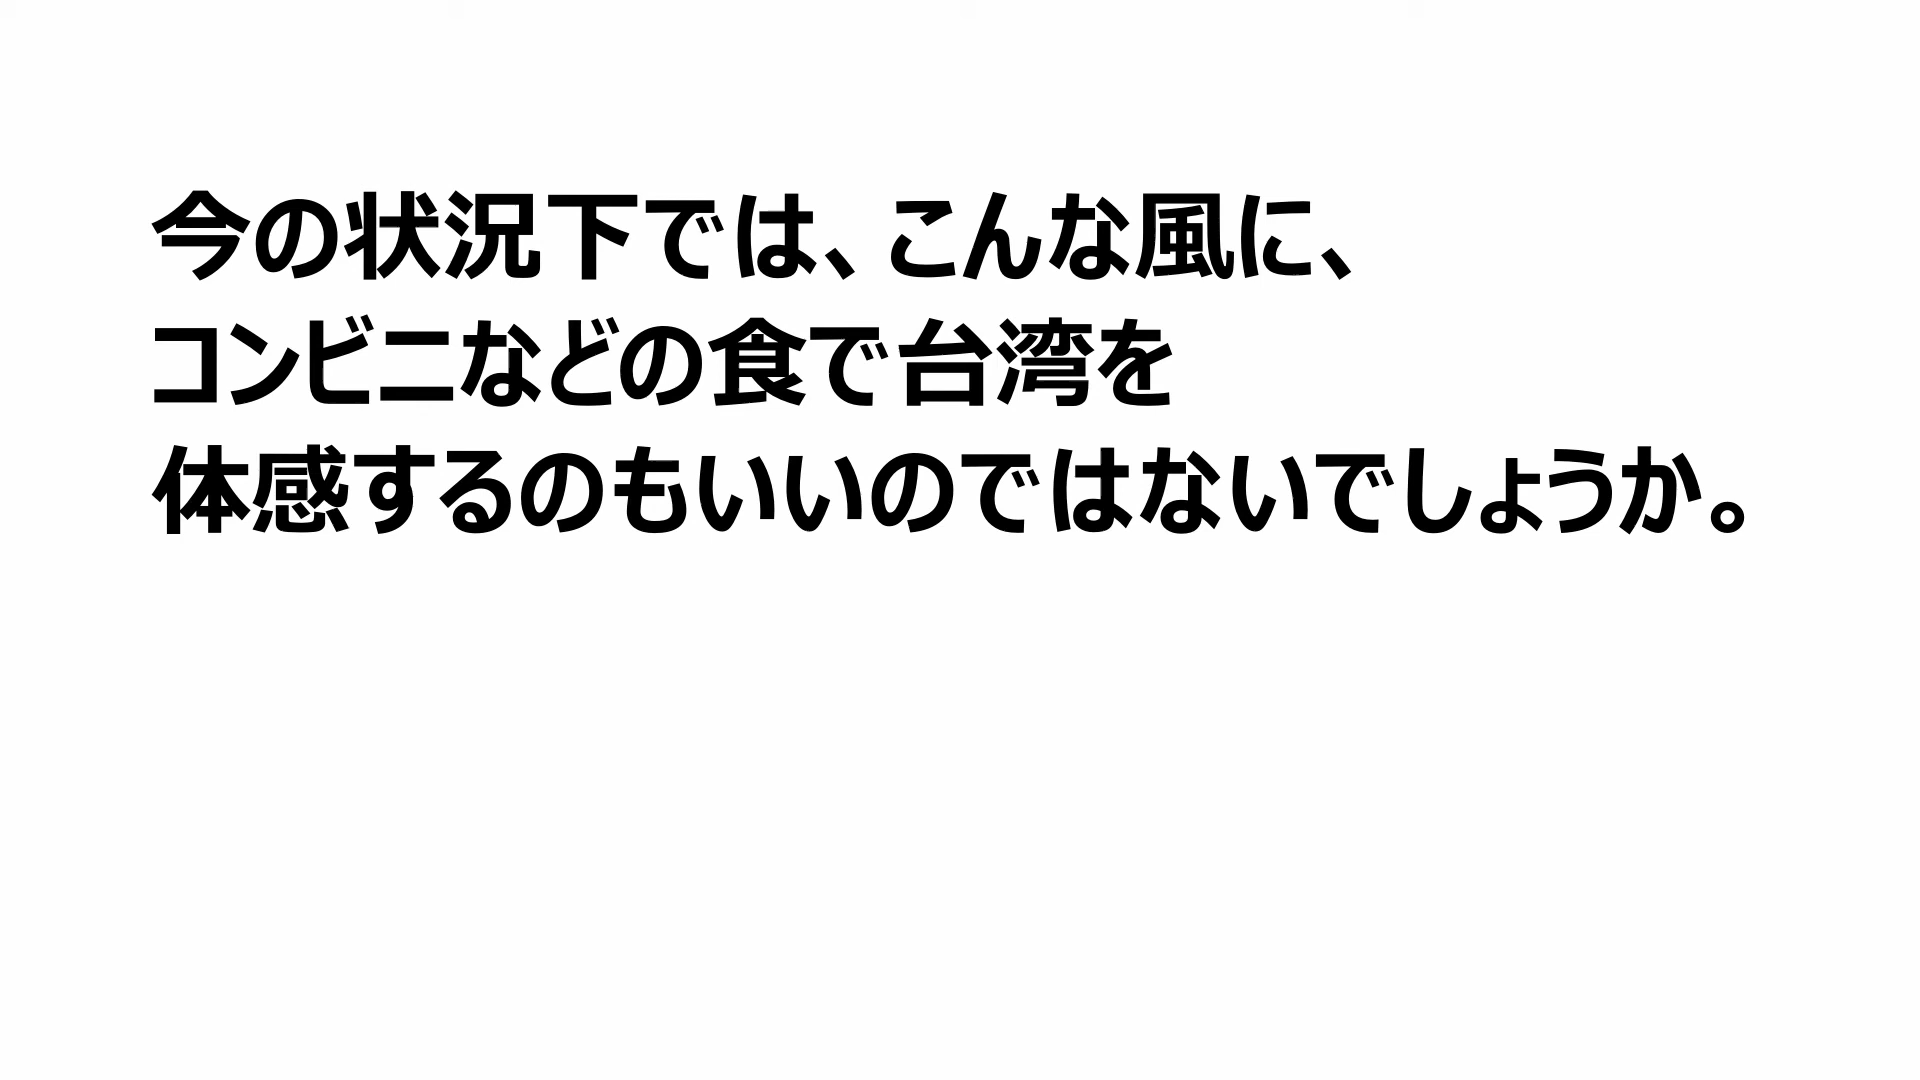 今の状況下では、こんな風に、
コンビニなどの食で台湾を
体感するのもいいのではないでしょうか。